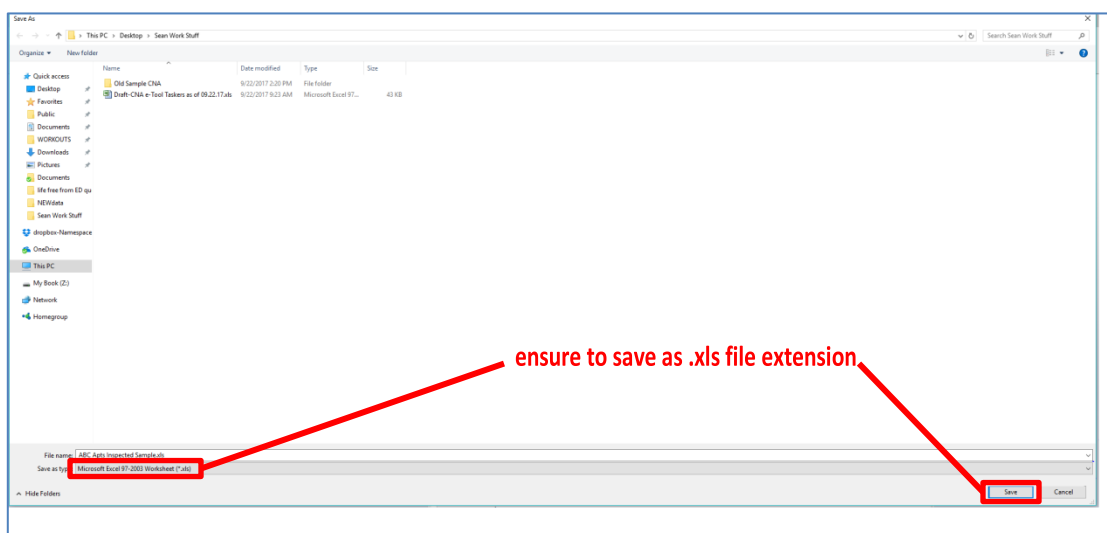 Save As
This PC > Desktop > Sean Work Stuff
Search Sean Work Stuff
Organize
New folder
Name
Date modified
Type
Size
Quick access
Desktop
Favorites
Public
Documents
WORKOUTS
Downloads
Pictures
Documents
life free from ED qu
NEWdata
Sean Work Stuff
dropbox-Namespace
OneDrive
This PC
My Book (Z:)
Network
Homegroup
Old Sample CNA 9/22/2017 2:20 PM File folder
Draft-CNA e-Tool Taskers as of 09.22.17.xls 9/22/2017 9:23 AM Microsoft Excel 97... 43 KB
ensure to save as .xls file extension
File name: ABC Apts Inspected Sample.xls
Save as typ Microsoft Excel 97-2003 Worksheet (*.xls)
Hide Folders
Save
Cancel